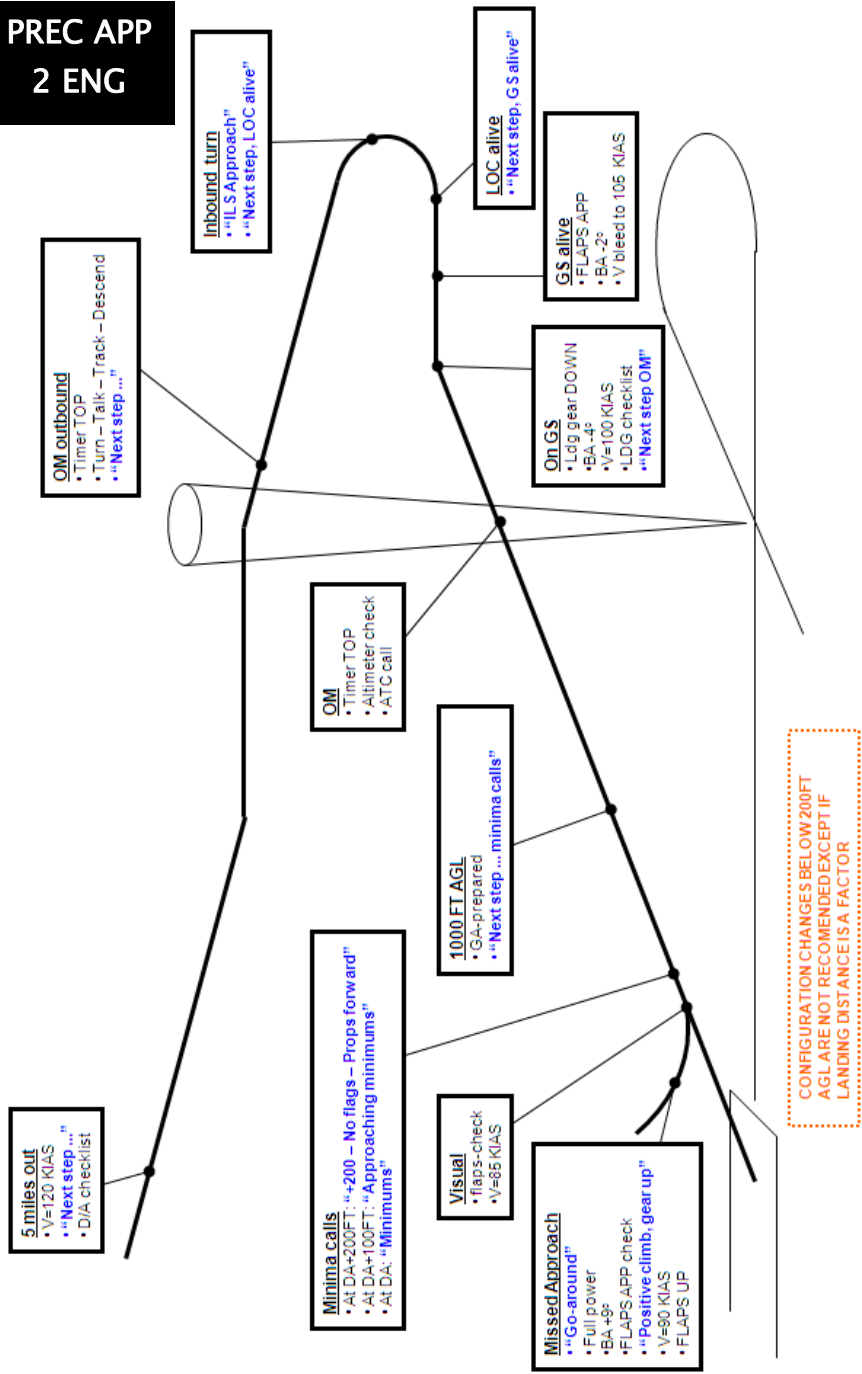 PREC APP
2 ENG
5 miles out
• V=120 KIAS
• “Next step ...”
• D/A checklist
OM outbound
• Timer TOP
• Turn – Talk – Track – Descend
• “Next step ...”
Inbound turn
• “ILS Approach”
• “Next step, LOC alive”
LOC alive
• “Next step, GS alive”
GS alive
• FLAPS APP
• BA -2º
• V bleed to 105 KIAS
On GS
• Ldg gear DOWN
• BA -4º
• V=100 KIAS
• LDG checklist
• “Next step OM”
OM
• Timer TOP
• Altimeter check
• ATC call
1000 FT AGL
• GA-prepared
• “Next step ... minima calls”
Minima calls
• At DA+200FT: “+200 – No flags – Props forward”
• At DA+100FT: “Approaching minimums”
• At DA: “Minimums”
Visual
• flaps-check
• V=85 KIAS
Missed Approach
• “Go-around”
• Full power
• BA +9º
• FLAPS APP check
• “Positive climb, gear up”
• V=90 KIAS
• FLAPS UP
CONFIGURATION CHANGES BELOW 200FT
AGL ARE NOT RECOMENDED EXCEPT IF
LANDING DISTANCE IS A FACTOR